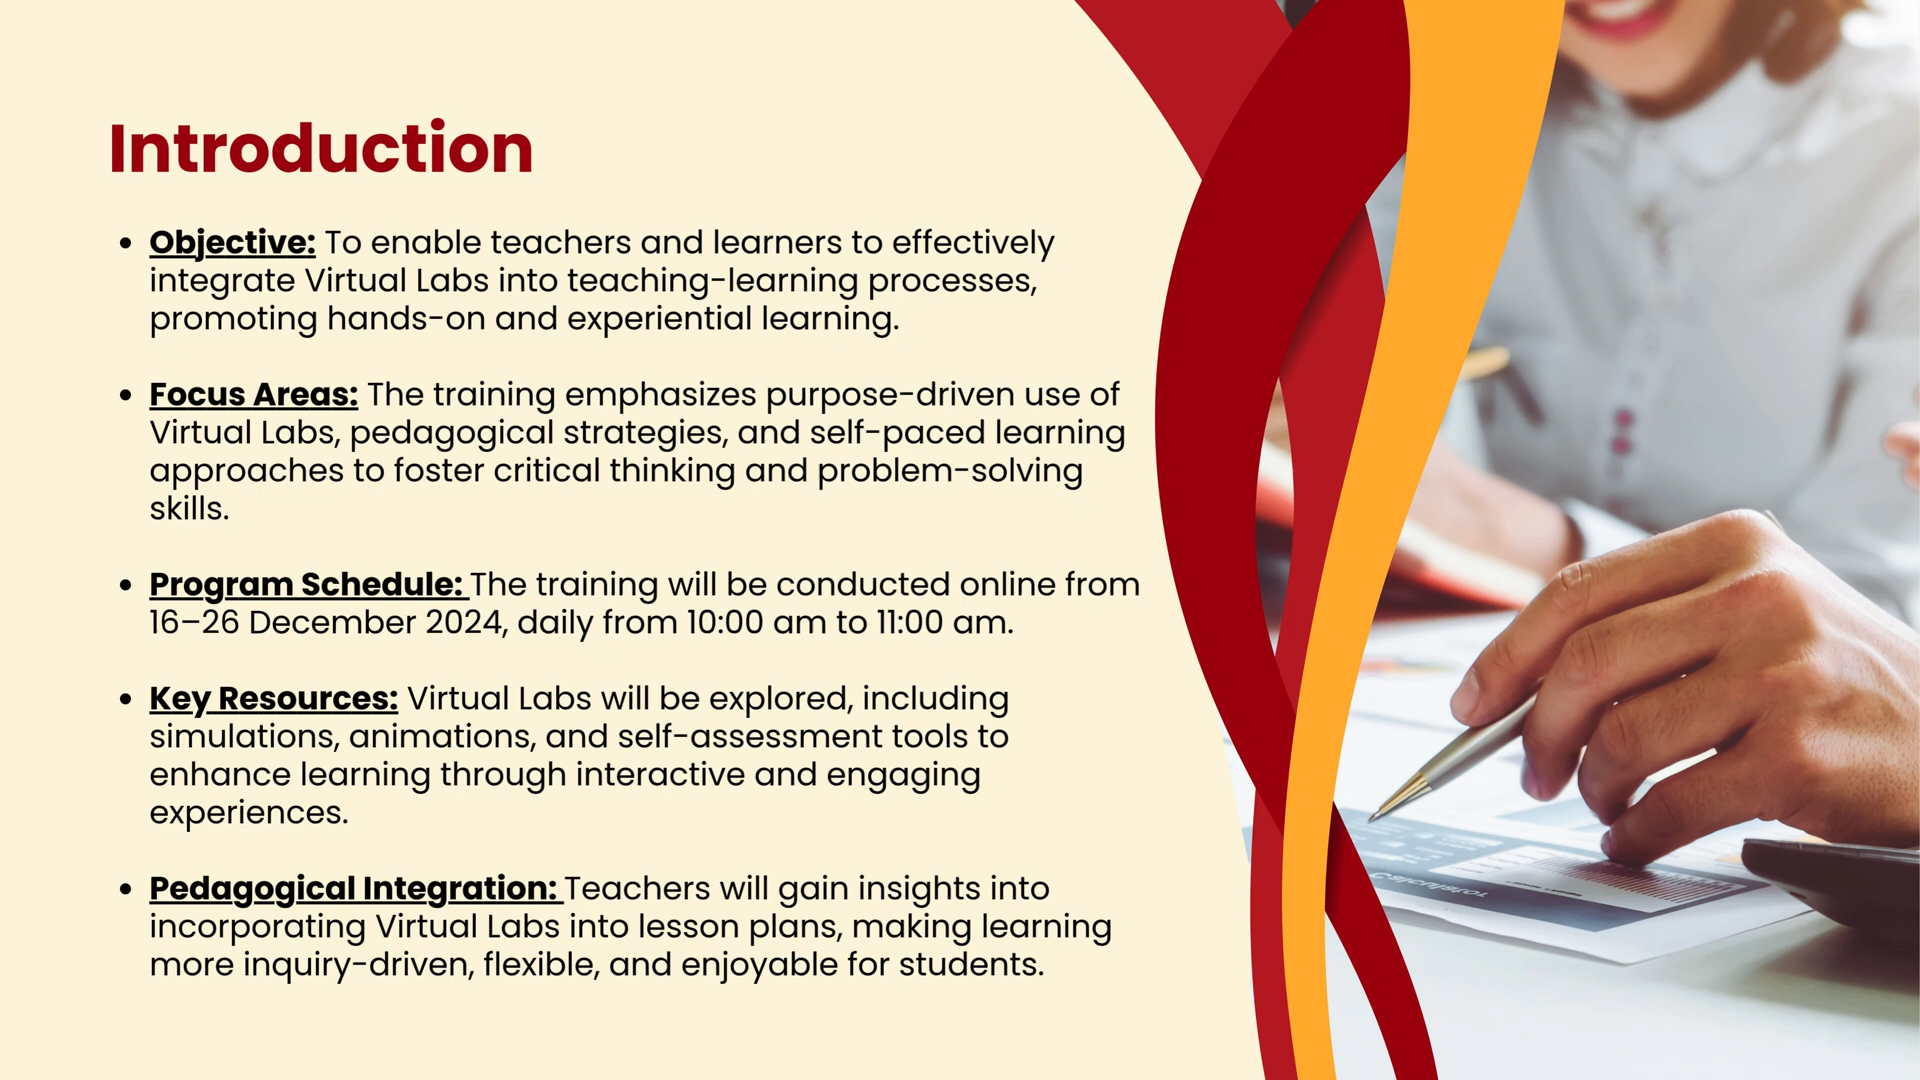 Introduction
• Objective: To enable teachers and learners to effectively
integrate Virtual Labs into teaching-learning processes,
promoting hands-on and experiential learning.
• Focus Areas: The training emphasizes purpose-driven use of
Virtual Labs, pedagogical strategies, and self-paced learning
approaches to foster critical thinking and problem-solving
skills.
• Program Schedule: The training will be conducted online from
16–26 December 2024, daily from 10:00 am to 11:00 am.
• Key Resources: Virtual Labs will be explored, including
simulations, animations, and self-assessment tools to
enhance learning through interactive and engaging
experiences.
• Pedagogical Integration: Teachers will gain insights into
incorporating Virtual Labs into lesson plans, making learning
more inquiry-driven, flexible, and enjoyable for students.